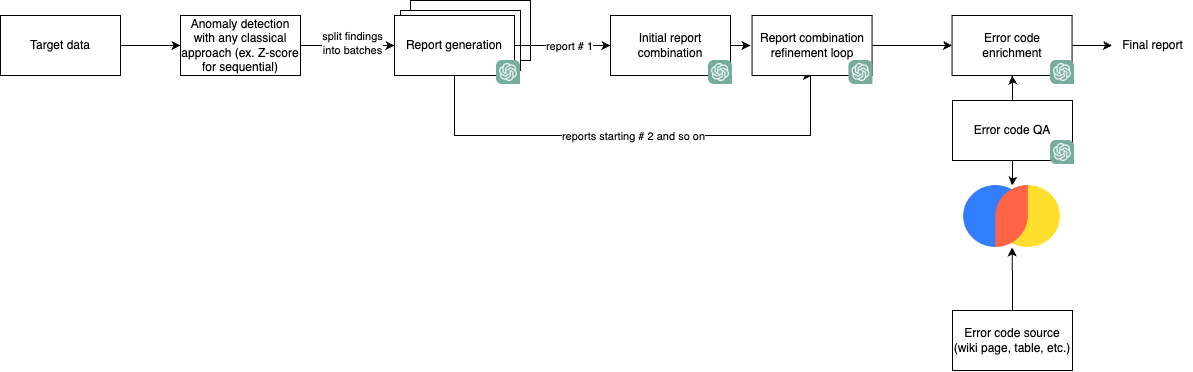 Target data
Anomaly detection
with any classical
approach (ex. Z-score
for sequential)
split findings
into batches
Report generation
report # 1
Initial report
combination
Report combination
refinement loop
Error code
enrichment
Final report
reports starting # 2 and so on
Error code QA
Error code source
(wiki page, table, etc.)